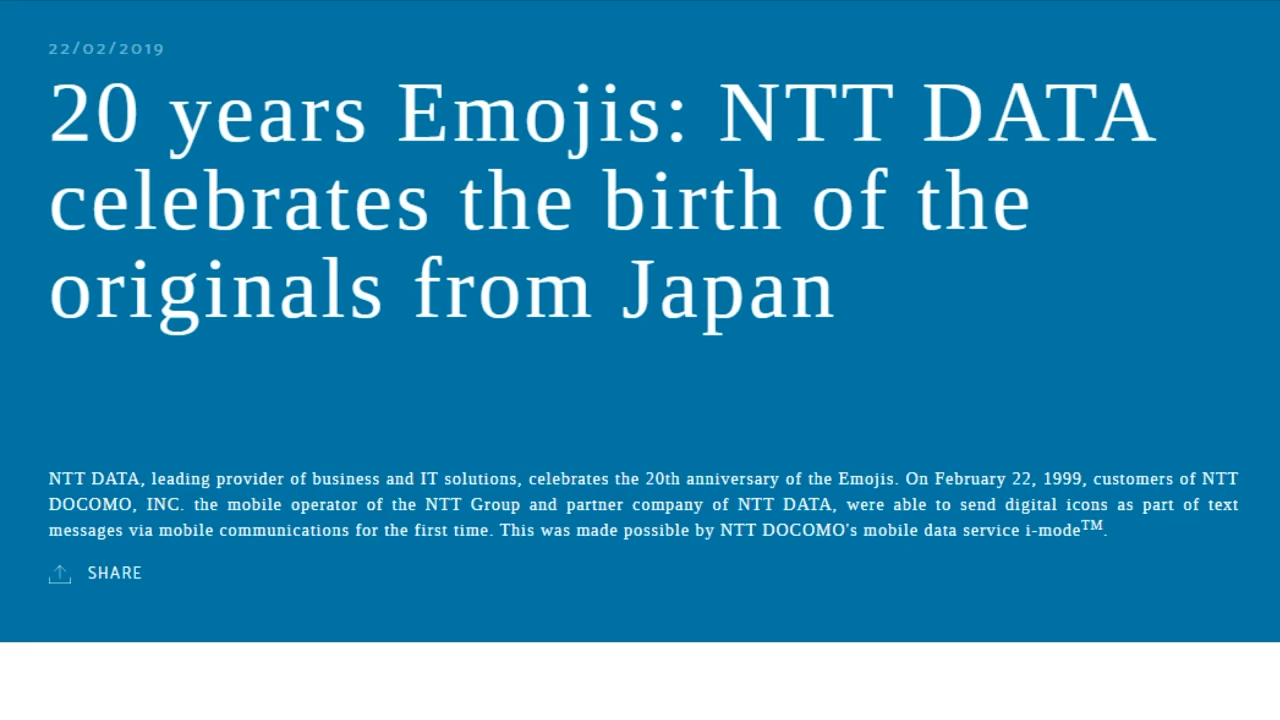 22/02/2019
20 years Emojis: NTT DATA
celebrates the birth of the
originals from Japan
NTT DATA, leading provider of business and IT solutions, celebrates the 20th anniversary of the Emojis. On February 22, 1999, customers of NTT
DOCOMO, INC. the mobile operator of the NTT Group and partner company of NTT DATA, were able to send digital icons as part of text
messages via mobile communications for the first time. This was made possible by NTT DOCOMO's mobile data service i-mode™.
SHARE